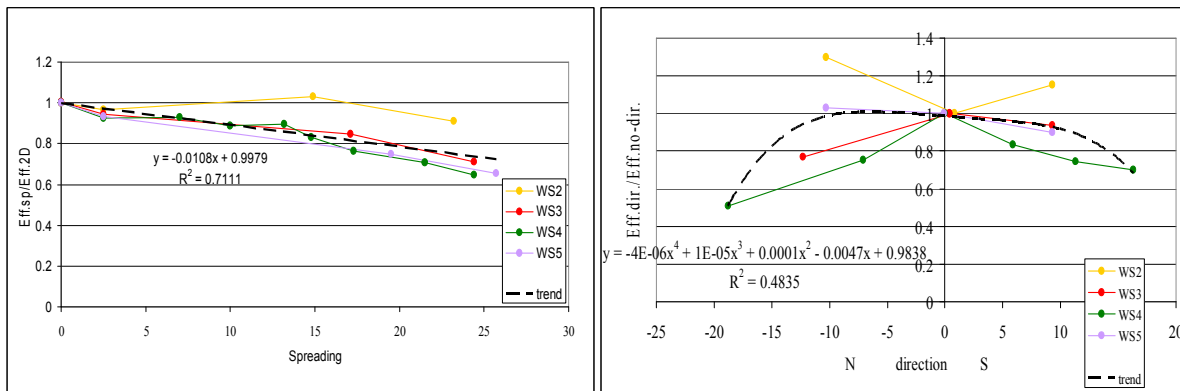 Eff.sp/Eff.2D
1.2
1
0.8
0.6
0.4
0.2
0
0 5 10 15 20 25 30
Spreading
y = -0.0108x + 0.9979
R² = 0.7111
WS2
WS3
WS4
WS5
trend
Eff.dir./Eff.no-dir.
1.4
1.2
1
0.8
0.6
0.4
0.2
0
-25 -20 -15 -10 -5 0 5 10 15 20
N direction S
y = -4E-06x⁴ + 1E-05x³ + 0.0001x² - 0.0047x + 0.9838
R² = 0.4835
WS2
WS3
WS4
WS5
trend